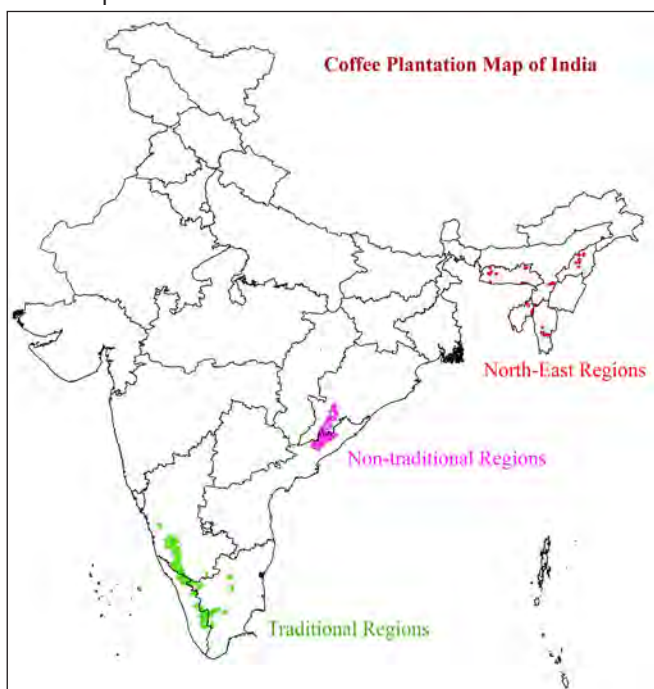 Coffee Plantation Map of India
North-East Regions
Non-traditional Regions
Traditional Regions